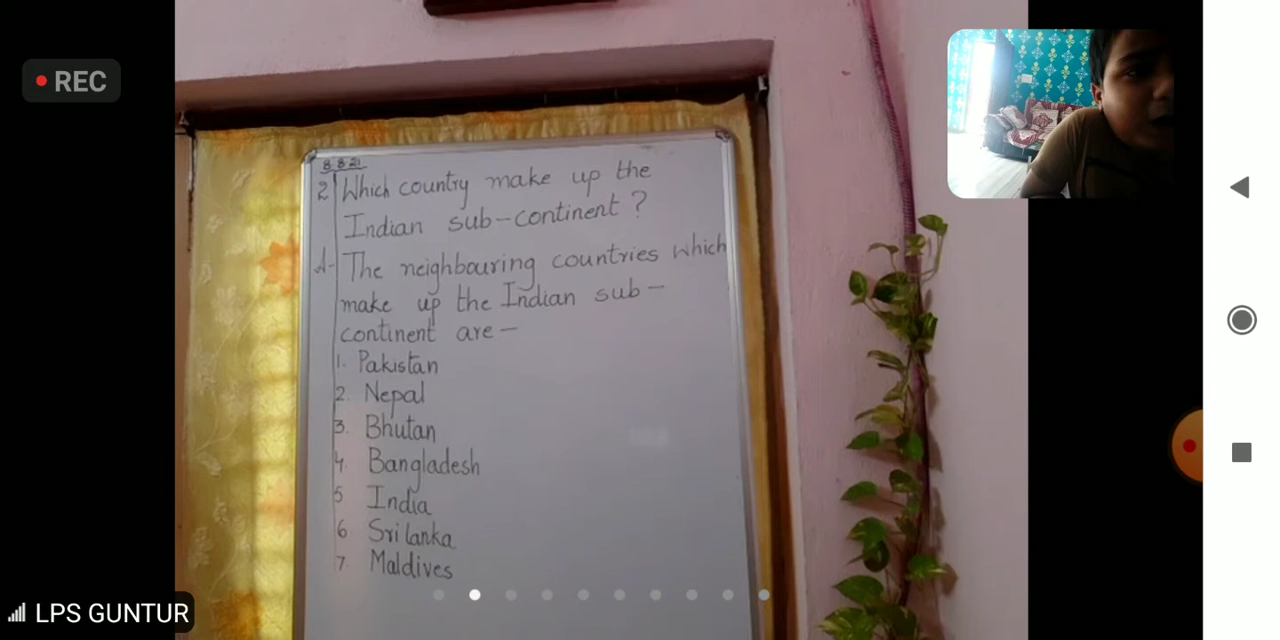 REC
8.8.21
2 Which country make up the
Indian sub-continent ?
A- The neighbouring countries which
make up the Indian sub-
continent are -
1. Pakistan
2. Nepal
3. Bhutan
4. Bangladesh
5 India
6 Sri lanka
7. Maldives
LPS GUNTUR